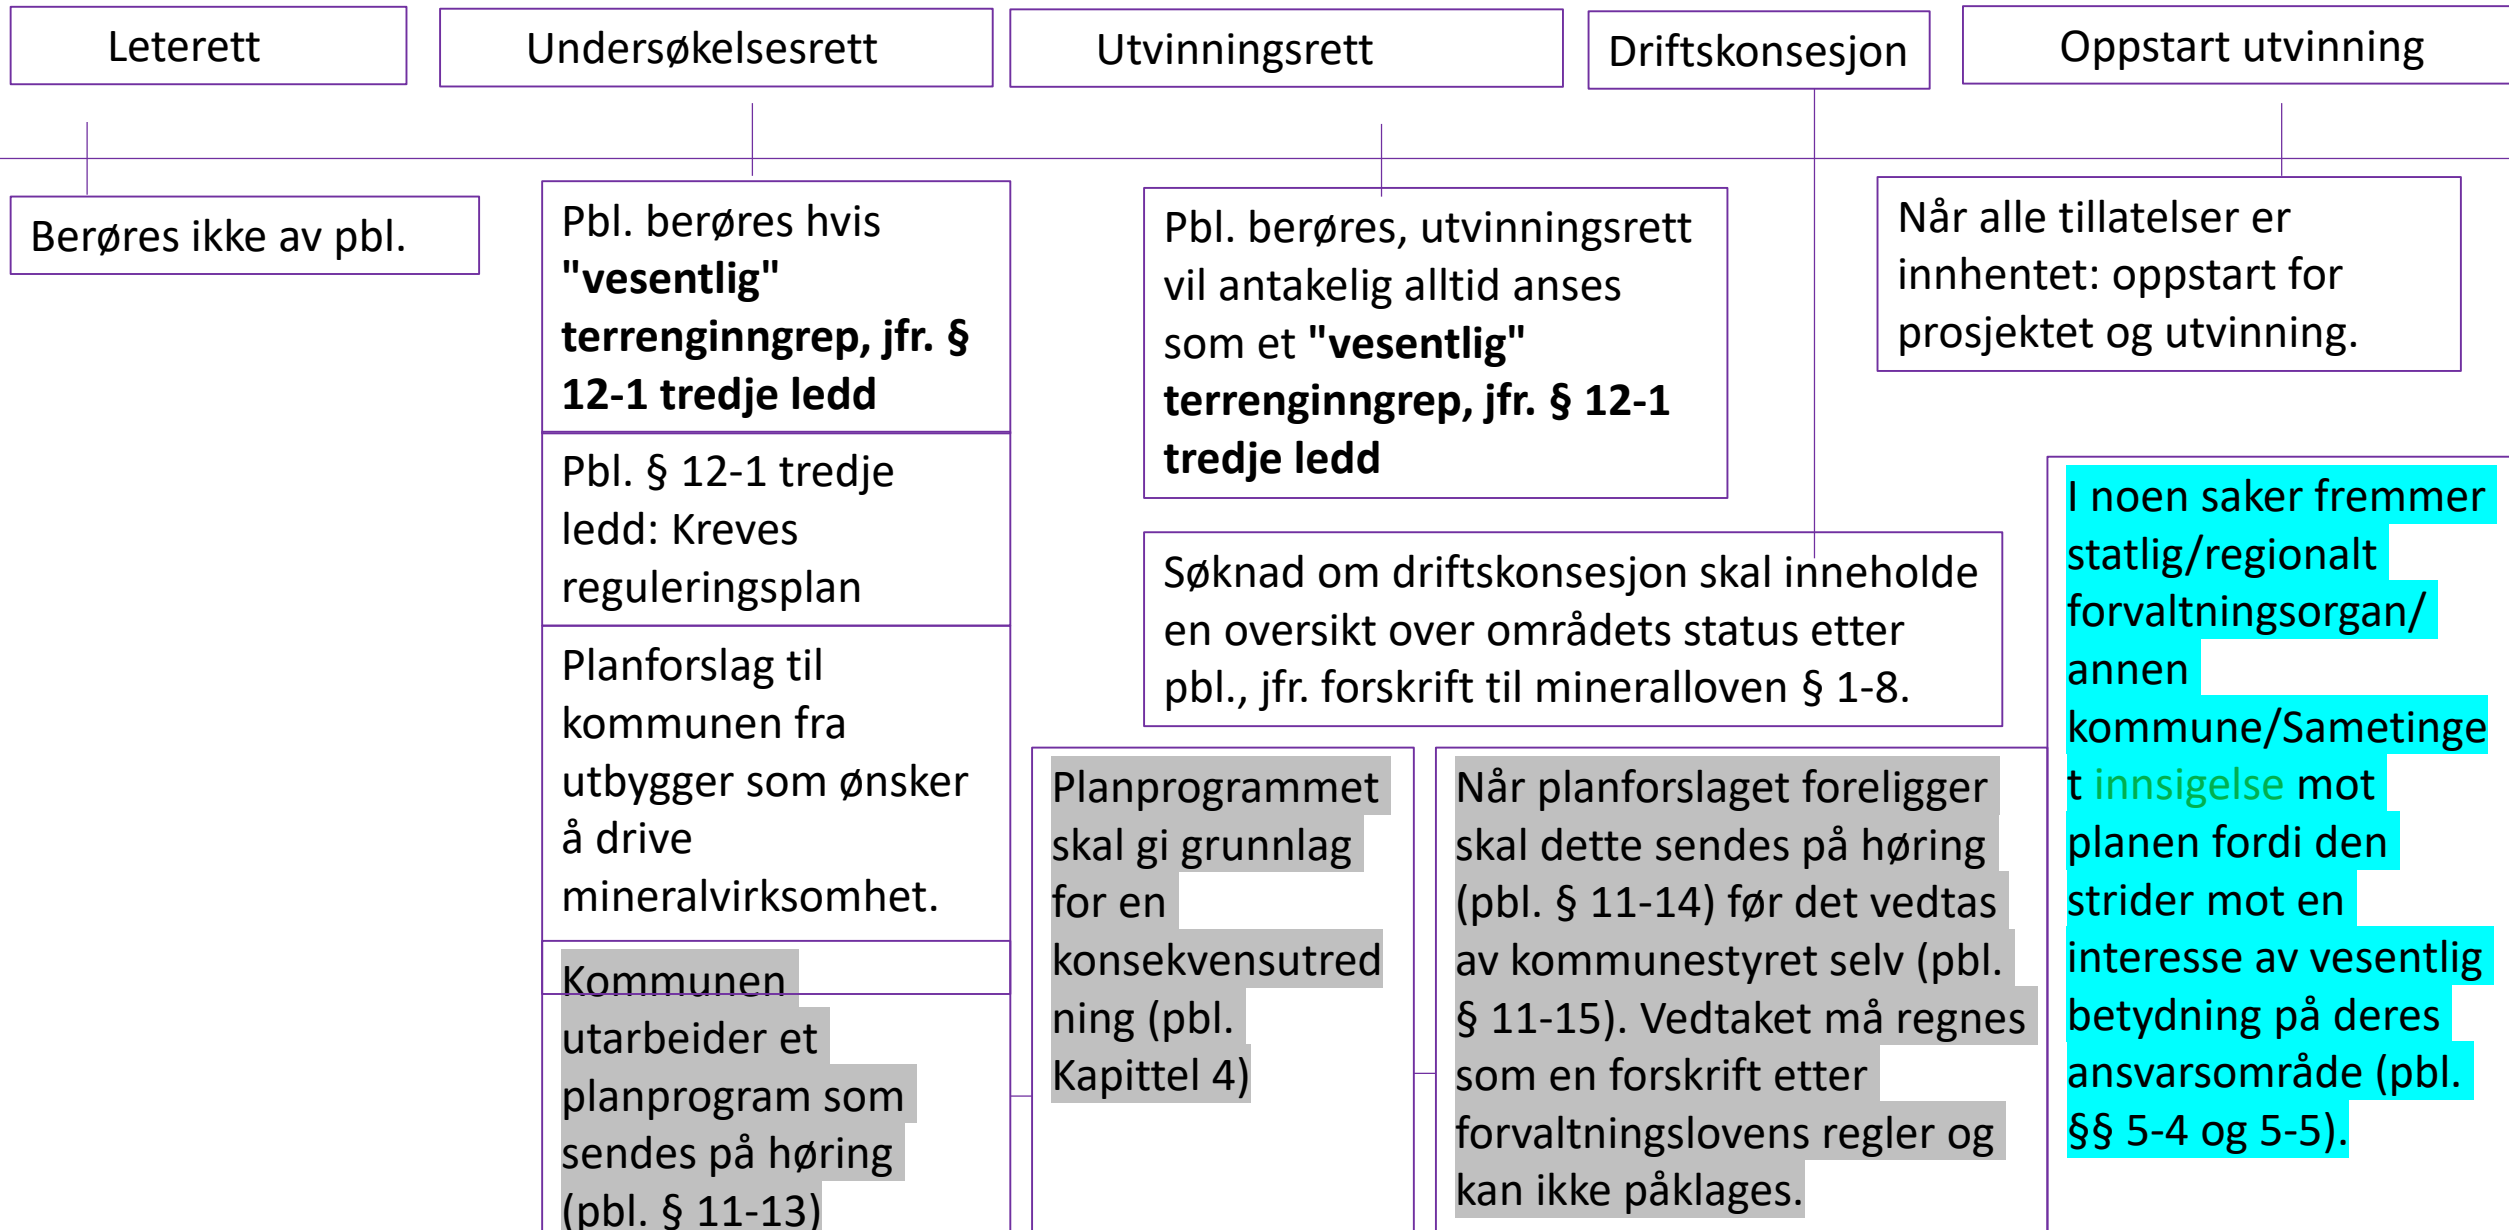 Leterett
Undersøkelsesrett
Utvinningsrett
Driftskonsesjon
Oppstart utvinning
Berøres ikke av pbl.
Pbl. berøres hvis
"vesentlig"
terrenginngrep, jfr. §
12-1 tredje ledd
Pbl. § 12-1 tredje
ledd: Kreves
reguleringsplan
Planforslag til
kommunen fra
utbygger som ønsker
å drive
mineralvirksomhet.
Kommunen
utarbeider et
planprogram som
sendes på høring
(pbl. § 11-13)
Pbl. berøres, utvinningsrett
vil antakelig alltid anses
som et "vesentlig"
terrenginngrep, jfr. § 12-1
tredje ledd
Søknad om driftskonsesjon skal inneholde
en oversikt over områdets status etter
pbl., jfr. forskrift til mineralloven § 1-8.
Planprogrammet
skal gi grunnlag
for en
konsekvensutred
ning (pbl.
Kapittel 4)
Når planforslaget foreligger
skal dette sendes på høring
(pbl. § 11-14) før det vedtas
av kommunestyret selv (pbl.
§ 11-15). Vedtaket må regnes
som en forskrift etter
forvaltningslovens regler og
kan ikke påklages.
Når alle tillatelser er
innhentet: oppstart for
prosjektet og utvinning.
I noen saker fremmer
statlig/regionalt
forvaltningsorgan/
annen
kommune/Sametinge
t innsigelse mot
planen fordi den
strider mot en
interesse av vesentlig
betydning på deres
ansvarsområde (pbl.
§§ 5-4 og 5-5).